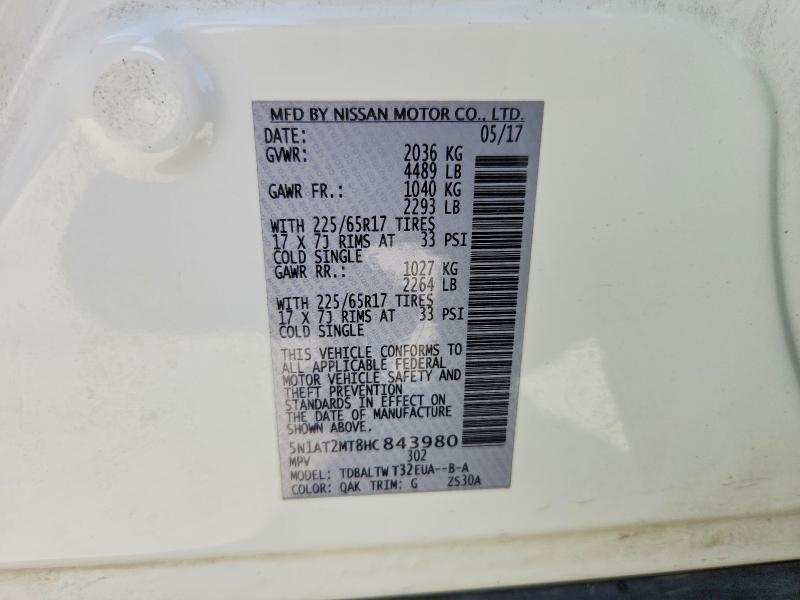 MFD BY NISSAN MOTOR CO., LTD.
DATE: 05/17
GVWR: 2036 KG
4489 LB
GAWR FR.: 1040 KG
2293 LB
WITH 225/65R17 TIRES
17 X 7J RIMS AT 33 PSI
COLD SINGLE
GAWR RR.: 1027 KG
2264 LB
WITH 225/65R17 TIRES
17 X 7J RIMS AT 33 PSI
COLD SINGLE
THIS VEHICLE CONFORMS TO
ALL APPLICABLE FEDERAL
MOTOR VEHICLE SAFETY AND
THEFT PREVENTION
STANDARDS IN EFFECT ON
THE DATE OF MANUFACTURE
SHOWN ABOVE.
5N1AT2MT8HC843980
MPV 302
MODEL: TDBALTW T32EUA--B-A
COLOR: QAK TRIM: G ZS30A